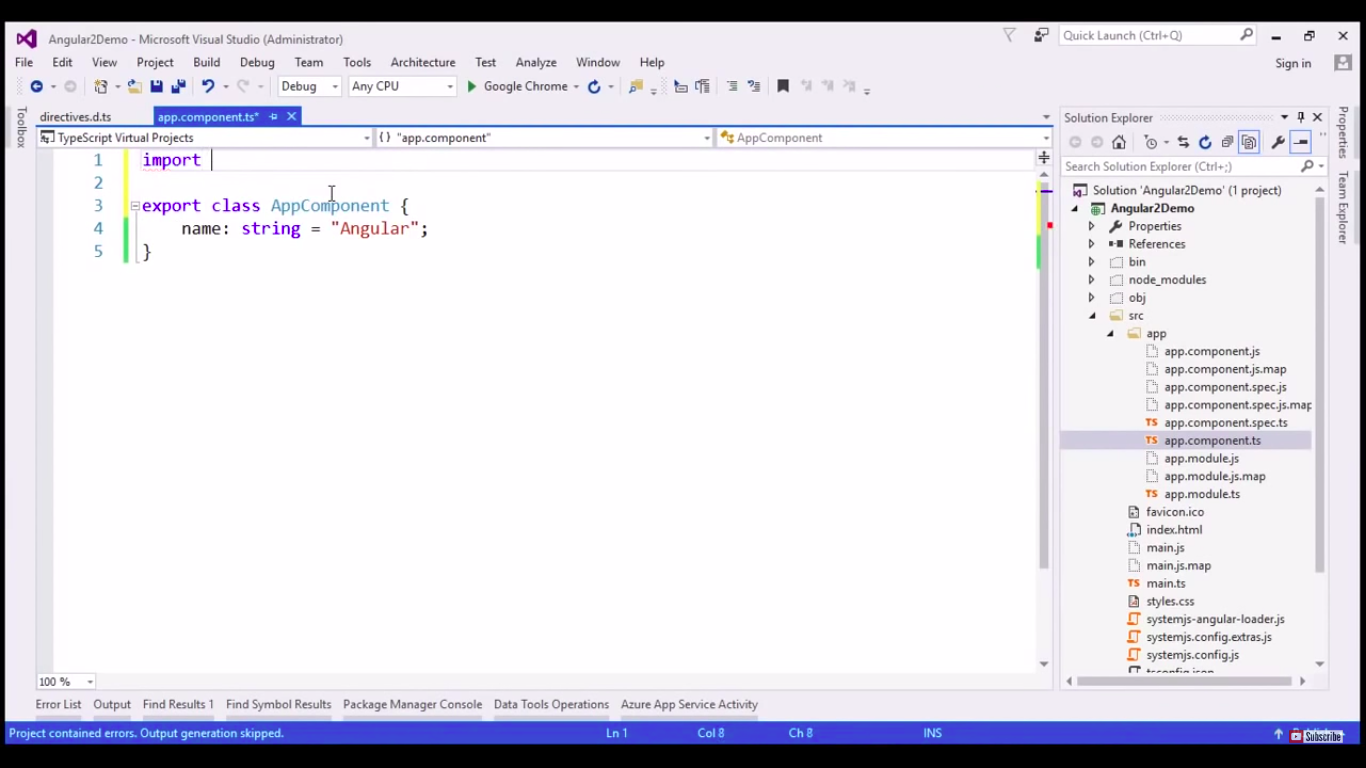 Angular2Demo - Microsoft Visual Studio (Administrator)
Quick Launch (Ctrl+Q)
File Edit View Project Build Debug Team Tools Architecture Test Analyze Window Help
Sign in
Debug Any CPU Google Chrome
Toolbox
directives.d.ts app.component.ts*
TypeScript Virtual Projects {} "app.component" AppComponent
1 import
2
3 export class AppComponent {
4 name: string = "Angular";
5 }
100 %
Solution Explorer
Search Solution Explorer (Ctrl+;)
Solution 'Angular2Demo' (1 project)
Angular2Demo
Properties
References
bin
node_modules
obj
src
app
app.component.js
app.component.js.map
app.component.spec.js
app.component.spec.js.map
TS app.component.spec.ts
TS app.component.ts
app.module.js
app.module.js.map
TS app.module.ts
favicon.ico
index.html
main.js
main.js.map
TS main.ts
styles.css
systemjs-angular-loader.js
systemjs.config.extras.js
systemjs.config.js
tsconfig.json
Properties
Team Explorer
Error List Output Find Results 1 Find Symbol Results Package Manager Console Data Tools Operations Azure App Service Activity
Project contained errors. Output generation skipped. Ln 1 Col 8 Ch 8 INS
Subscribe